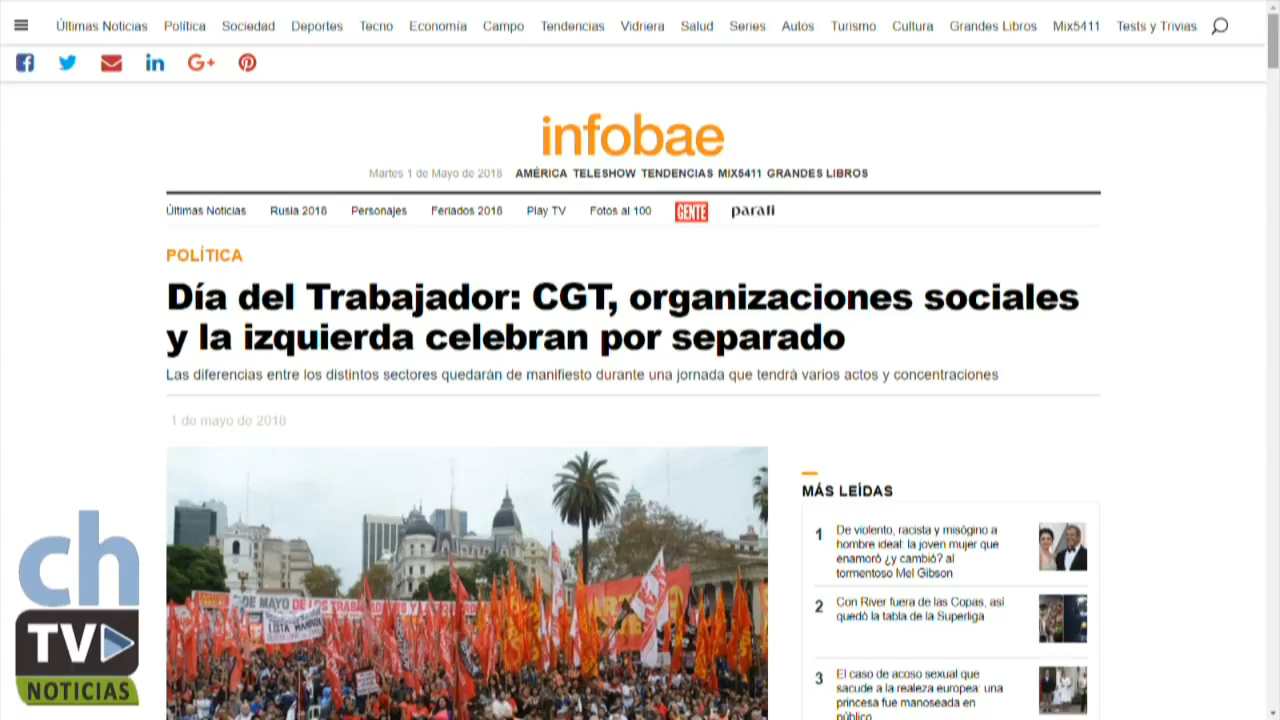 Últimas Noticias Política Sociedad Deportes Tecno Economía Campo Tendencias Vidriera Salud Series Autos Turismo Cultura Grandes Libros Mix5411 Tests y Trivias
infobae
Martes 1 de Mayo de 2018 AMÉRICA TELESHOW TENDENCIAS MIX5411 GRANDES LIBROS
Últimas Noticias Rusia 2018 Personajes Feriados 2018 Play TV Fotos al 100 GENTE parati
POLÍTICA
Día del Trabajador: CGT, organizaciones sociales
y la izquierda celebran por separado
Las diferencias entre los distintos sectores quedarán de manifiesto durante una jornada que tendrá varios actos y concentraciones
1 de mayo de 2018
MÁS LEÍDAS
1 De violento, racista y misógino a
hombre ideal: la joven mujer que
enamoró ¿y cambió? al
tormentoso Mel Gibson
2 Con River fuera de las Copas, así
quedó la tabla de la Superliga
3 El caso de acoso sexual que
sacude a la realeza europea: una
princesa fue manoseada en
público
DE MAYO DE LOS TRABAJADORES Y LA
ch
TV
NOTICIAS